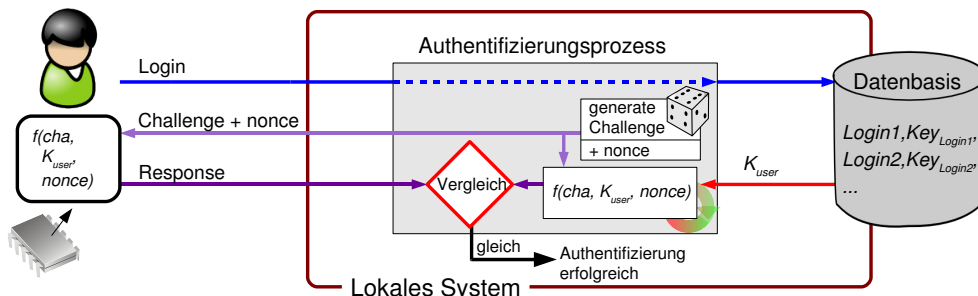 Authentifizierungsprozess
Login
Datenbasis
generate
Challenge
+ nonce
Challenge + nonce
f(cha,
K_user,
nonce)
Login1,Key_Login1,
Login2,Key_Login2,
...
K_user
Response
Vergleich
f(cha, K_user, nonce)
gleich
Authentifizierung
erfolgreich
Lokales System